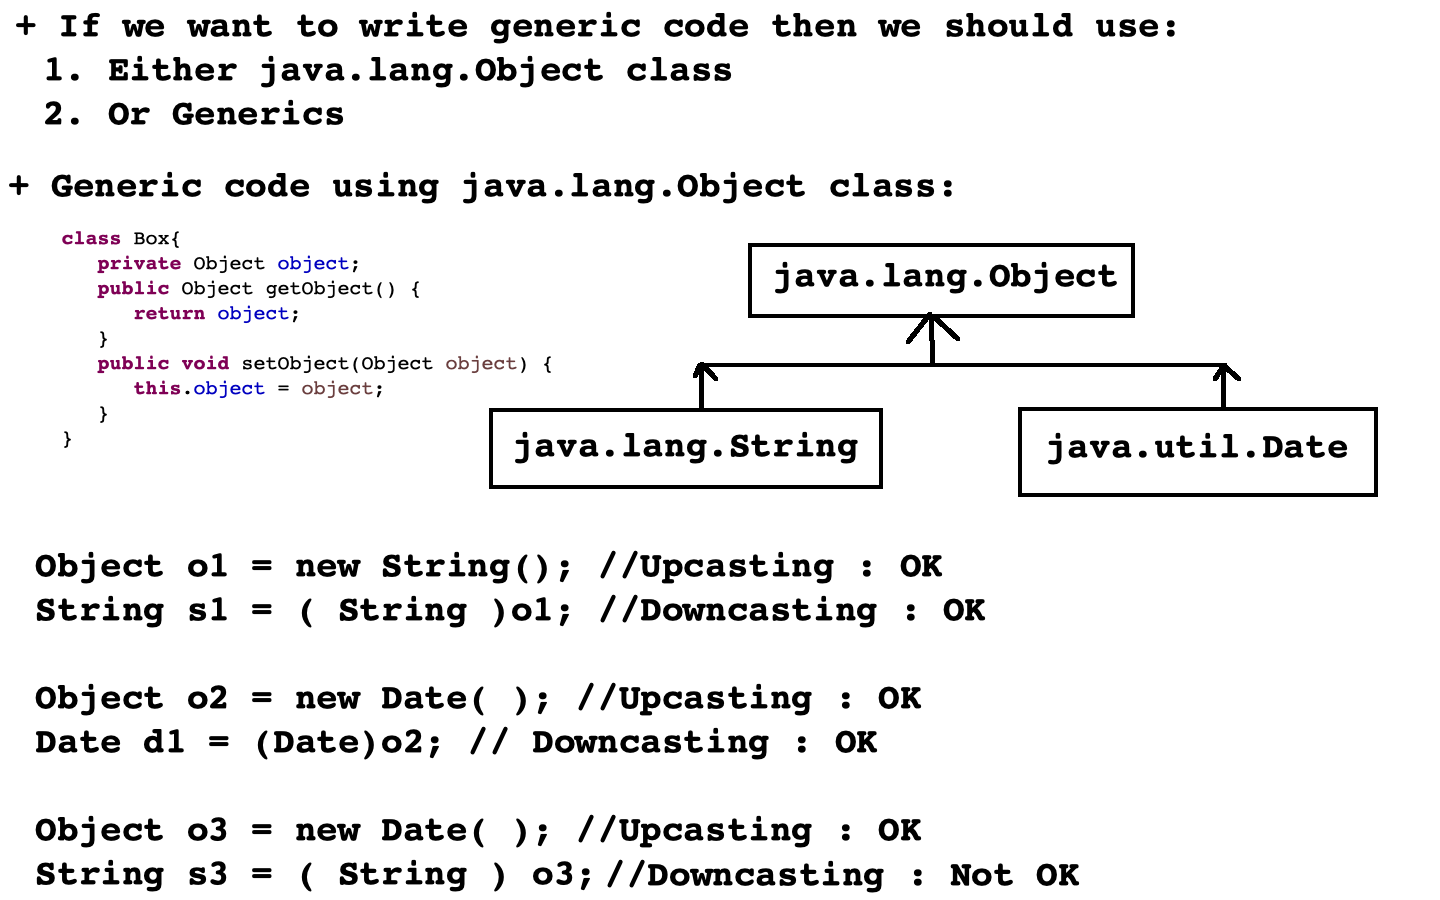 + If we want to write generic code then we should use:
1. Either java.lang.Object class
2. Or Generics
+ Generic code using java.lang.Object class:
class Box{
private Object object;
public Object getObject() {
return object;
}
public void setObject(Object object) {
this.object = object;
}
}
java.lang.Object
java.lang.String
java.util.Date
Object o1 = new String(); //Upcasting : OK
String s1 = ( String )o1; //Downcasting : OK
Object o2 = new Date( ); //Upcasting : OK
Date d1 = (Date)o2; // Downcasting : OK
Object o3 = new Date( ); //Upcasting : OK
String s3 = ( String ) o3; //Downcasting : Not OK